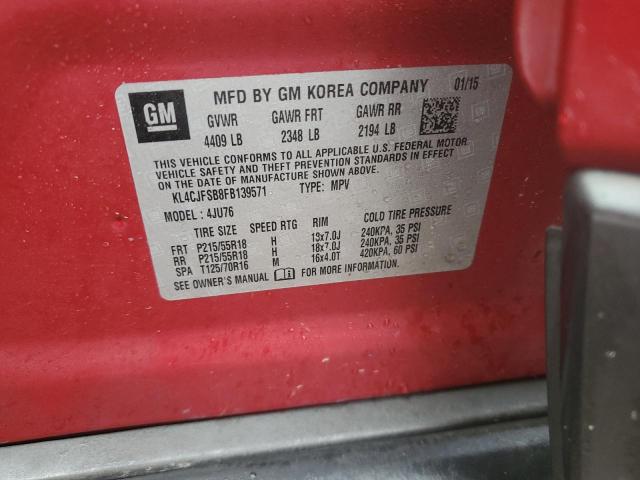 GM
MFD BY GM KOREA COMPANY 01/15
GVWR GAWR FRT GAWR RR
4409 LB 2348 LB 2194 LB
THIS VEHICLE CONFORMS TO ALL APPLICABLE U.S. FEDERAL MOTOR
VEHICLE SAFETY AND THEFT PREVENTION STANDARDS IN EFFECT
ON THE DATE OF MANUFACTURE SHOWN ABOVE.
KL4CJFSB8FB139571 TYPE: MPV
MODEL: 4JU76
TIRE SIZE SPEED RTG RIM COLD TIRE PRESSURE
FRT P215/55R18 H 18x7.0J 240KPA, 35 PSI
RR P215/55R18 H 18x7.0J 240KPA, 35 PSI
SPA T125/70R16 M 16x4.0T 420KPA, 60 PSI
SEE OWNER'S MANUAL FOR MORE INFORMATION.